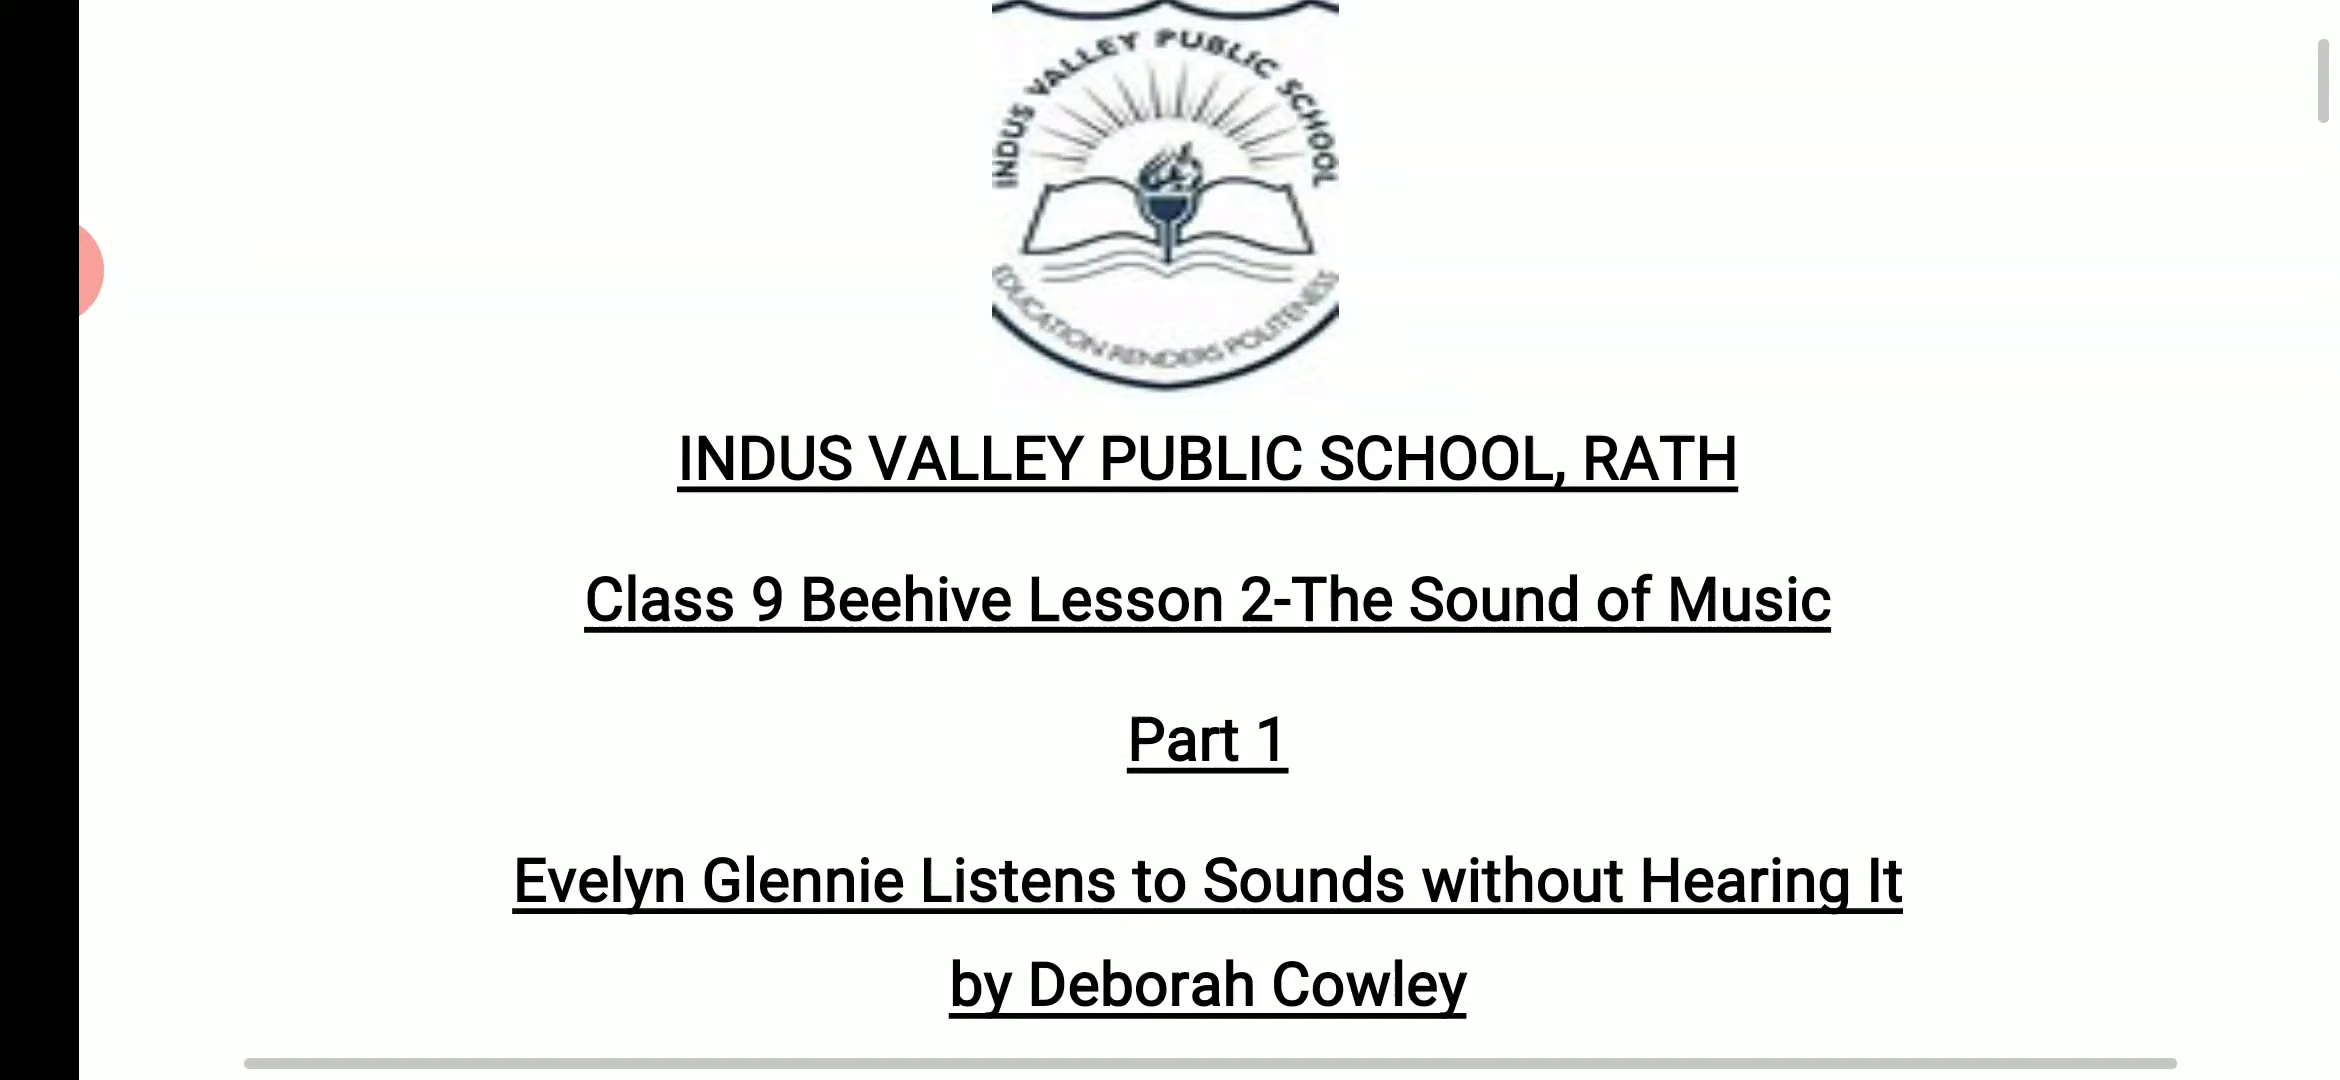 INDUS VALLEY PUBLIC SCHOOL
EDUCATION RENDERS POLITENESS
INDUS VALLEY PUBLIC SCHOOL, RATH
Class 9 Beehive Lesson 2-The Sound of Music
Part 1
Evelyn Glennie Listens to Sounds without Hearing It
by Deborah Cowley